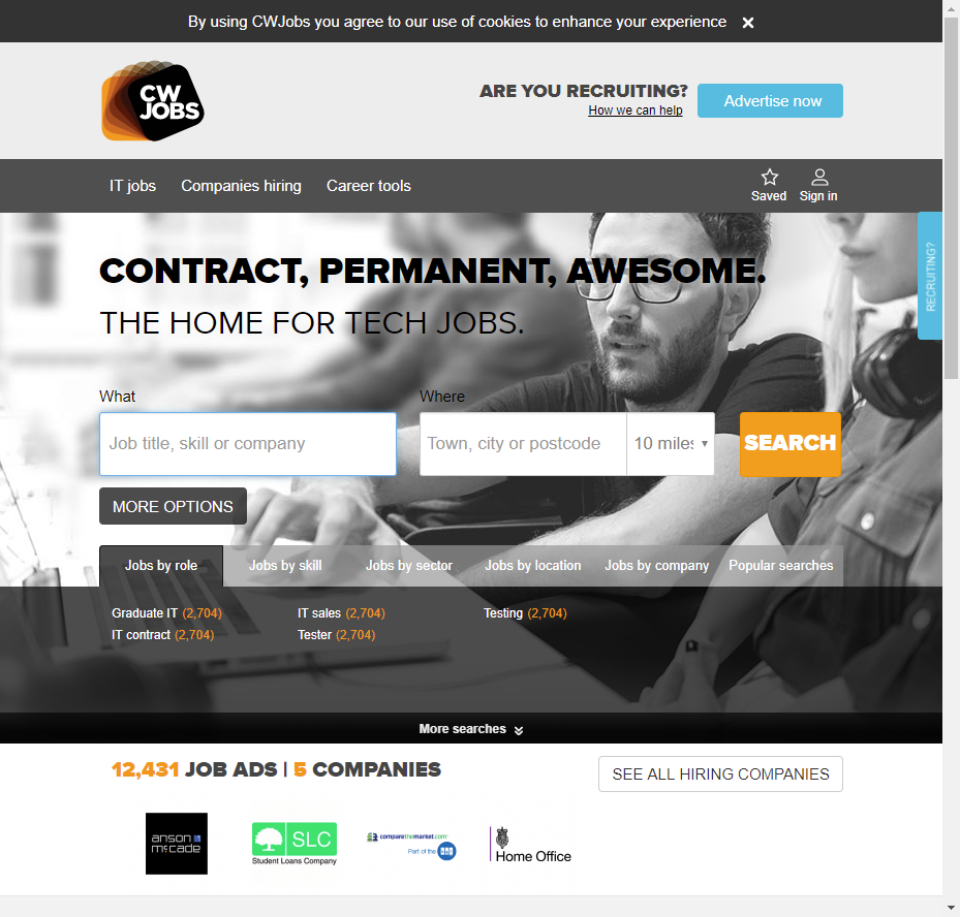 By using CWJobs you agree to our use of cookies to enhance your experience ×
CW
JOBS
ARE YOU RECRUITING?
How we can help
Advertise now
IT jobs Companies hiring Career tools
Saved Sign in
RECRUITING?
CONTRACT, PERMANENT, AWESOME.
THE HOME FOR TECH JOBS.
What Where
Job title, skill or company Town, city or postcode 10 miles SEARCH
MORE OPTIONS
Jobs by role Jobs by skill Jobs by sector Jobs by location Jobs by company Popular searches
Graduate IT (2,704) IT sales (2,704) Testing (2,704)
IT contract (2,704) Tester (2,704)
More searches
12,431 JOB ADS | 5 COMPANIES SEE ALL HIRING COMPANIES
anson
mccade
SLC
Student Loans Company
comparethemarket.com
Part of the
Home Office